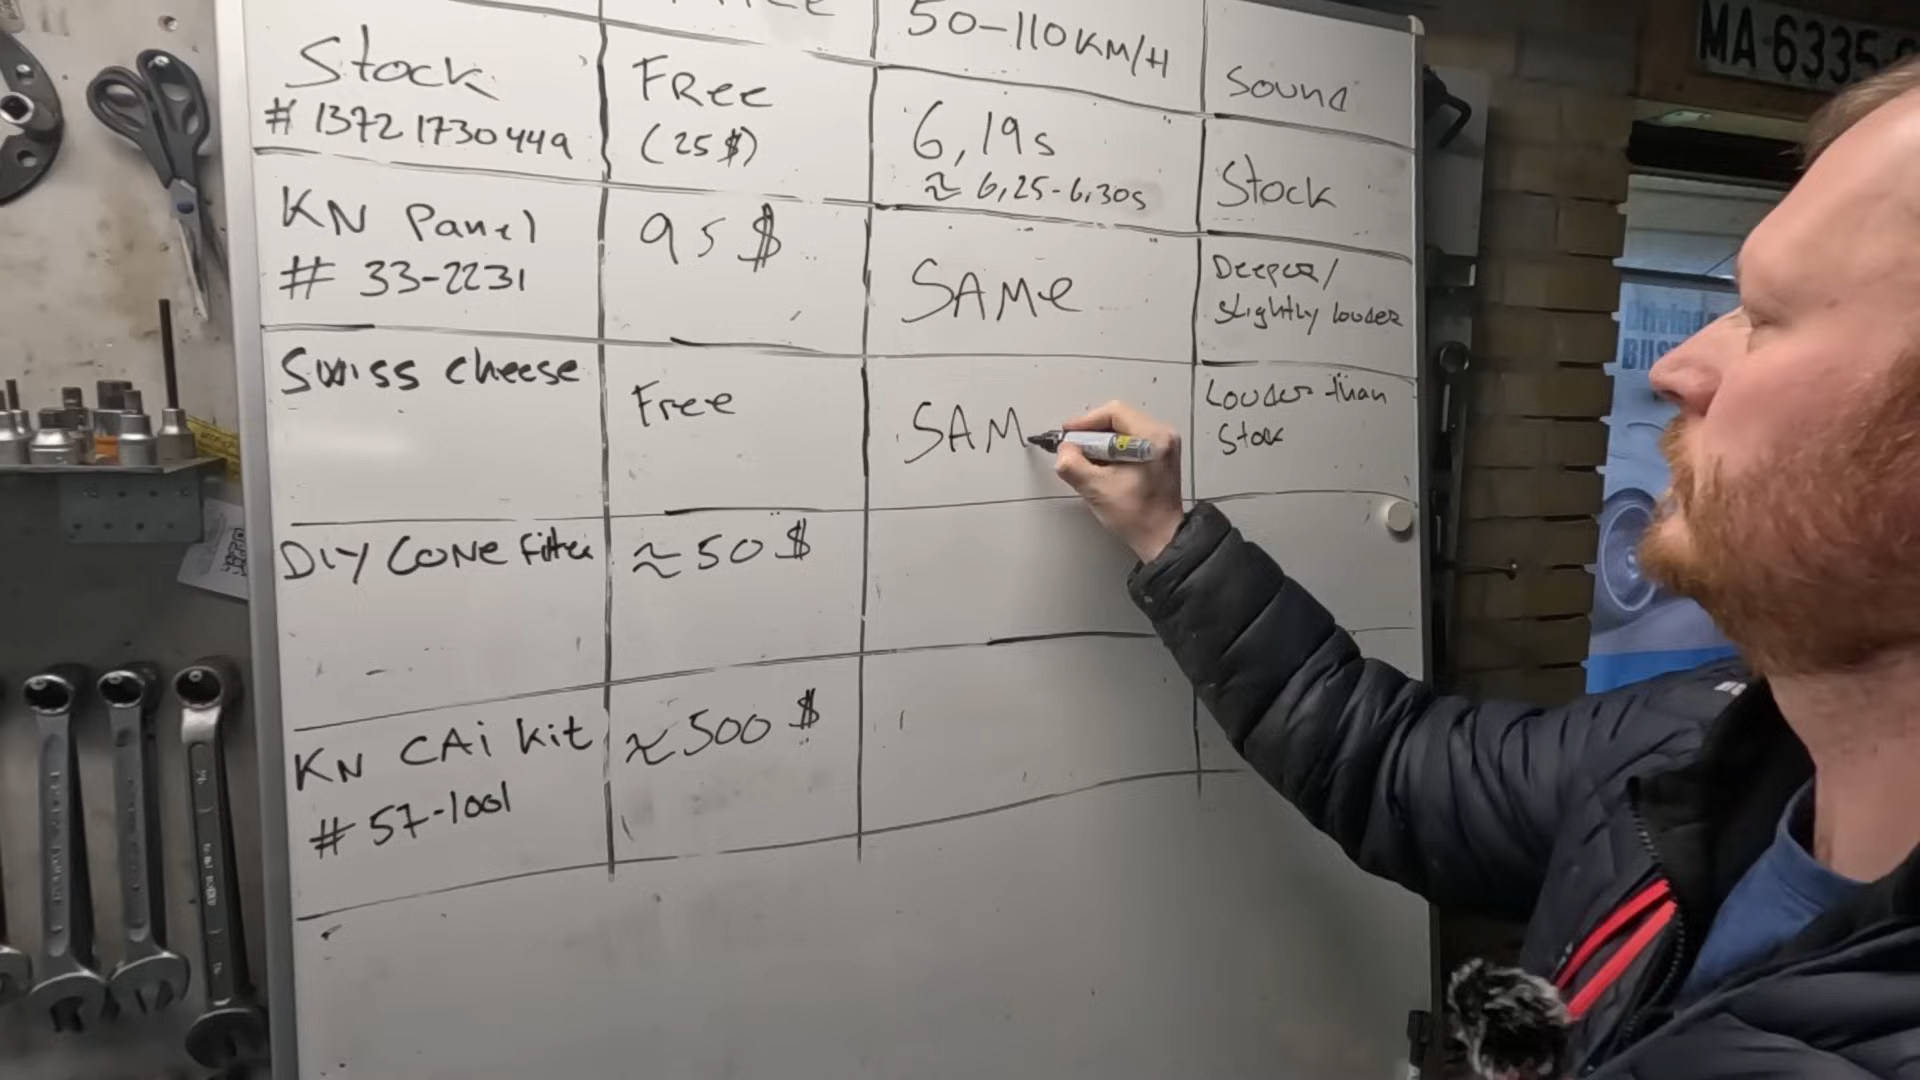 50-110KM/H
Sound
Stock
# 13721730449
Free
(25$)
6,19s
≈ 6,25-6,30s
Stock
KN Panel
# 33-2231
95$
SAMe
Deeper/
slightly louder
Swiss cheese
Free
SAM
Louder than
Stock
DIY CONe Filter
≈50$
KN CAi kit
# 57-1001
≈500$
MA 6335